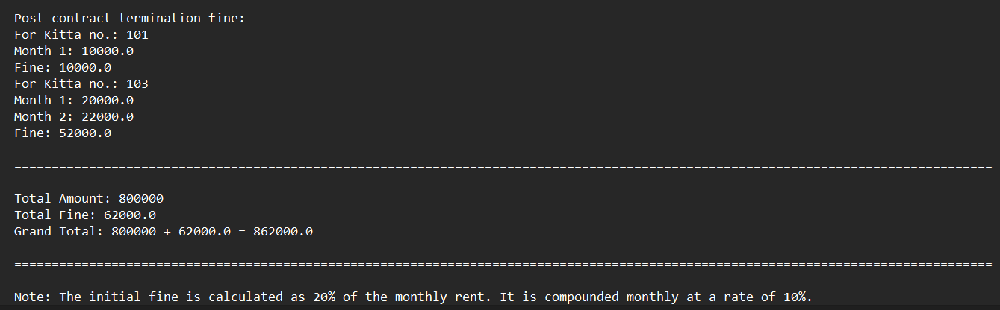 Post contract termination fine:
For Kitta no.: 101
Month 1: 10000.0
Fine: 10000.0
For Kitta no.: 103
Month 1: 20000.0
Month 2: 22000.0
Fine: 52000.0
===================================================================================================================================
Total Amount: 800000
Total Fine: 62000.0
Grand Total: 800000 + 62000.0 = 862000.0
===================================================================================================================================
Note: The initial fine is calculated as 20% of the monthly rent. It is compounded monthly at a rate of 10%.